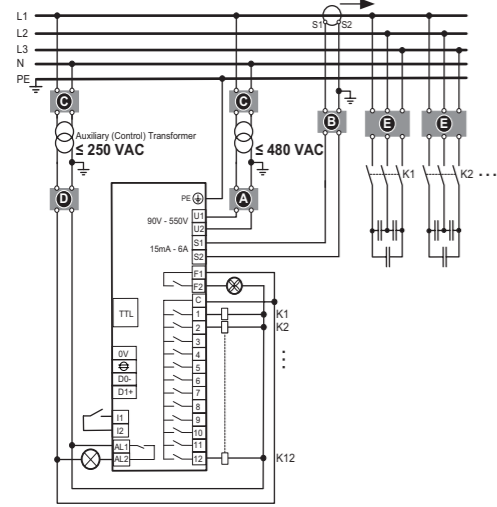 L1
L2
L3
N
PE
S1 S2
C
C
B
E
E
Auxiliary (Control) Transformer
≤ 250 VAC
≤ 480 VAC
D
A
K1
K2 ...
PE
90V - 550V
U1
U2
15mA - 6A
S1
S2
F1
F2
C
TTL
1
K1
2
K2
3
0V
4
5
D0-
6
D1+
7
8
I1
9
I2
10
AL1
11
AL2
12
K12